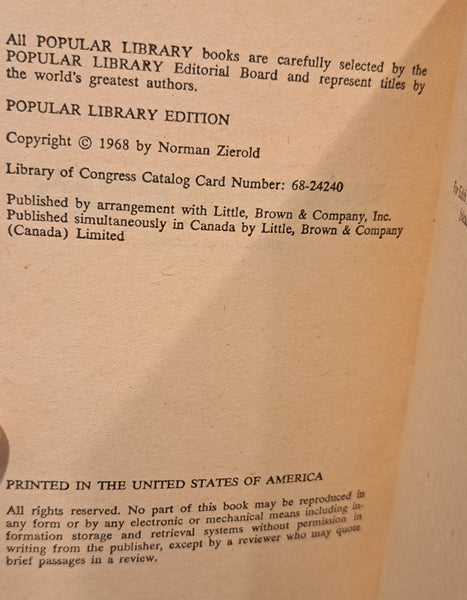 All POPULAR LIBRARY books are carefully selected by the
POPULAR LIBRARY Editorial Board and represent titles by
the world's greatest authors.
POPULAR LIBRARY EDITION
Copyright © 1968 by Norman Zierold
Library of Congress Catalog Card Number: 68-24240
Published by arrangement with Little, Brown & Company, Inc.
Published simultaneously in Canada by Little, Brown & Company
(Canada) Limited
PRINTED IN THE UNITED STATES OF AMERICA
All rights reserved. No part of this book may be reproduced in
any form or by any electronic or mechanical means including in-
formation storage and retrieval systems without permission in
writing from the publisher, except by a reviewer who may quote
brief passages in a review.
For